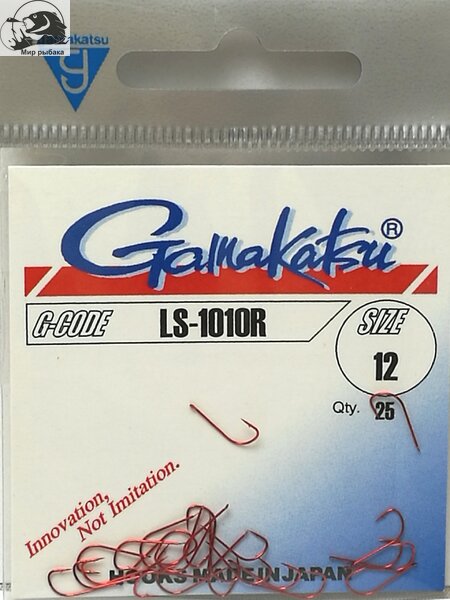 Gamakatsu
Мир рыбака
Gamakatsu®
G-CODE LS-1010R SIZE
12
Qty. 25
Innovation,
Not Imitation.
HOOKS MADE IN JAPAN